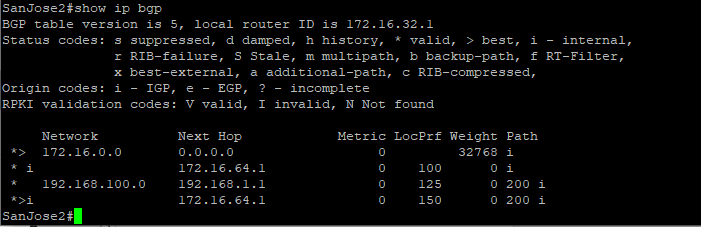 SanJose2#show ip bgp
BGP table version is 5, local router ID is 172.16.32.1
Status codes: s suppressed, d damped, h history, * valid, > best, i - internal,
              r RIB-failure, S Stale, m multipath, b backup-path, f RT-Filter,
              x best-external, a additional-path, c RIB-compressed,
Origin codes: i - IGP, e - EGP, ? - incomplete
RPKI validation codes: V valid, I invalid, N Not found
     Network          Next Hop            Metric LocPrf Weight Path
 *>  172.16.0.0       0.0.0.0                  0         32768 i
 * i                  172.16.64.1              0    100      0 i
 *   192.168.100.0    192.168.1.1              0    125      0 200 i
 *>i                  172.16.64.1              0    150      0 200 i
SanJose2#